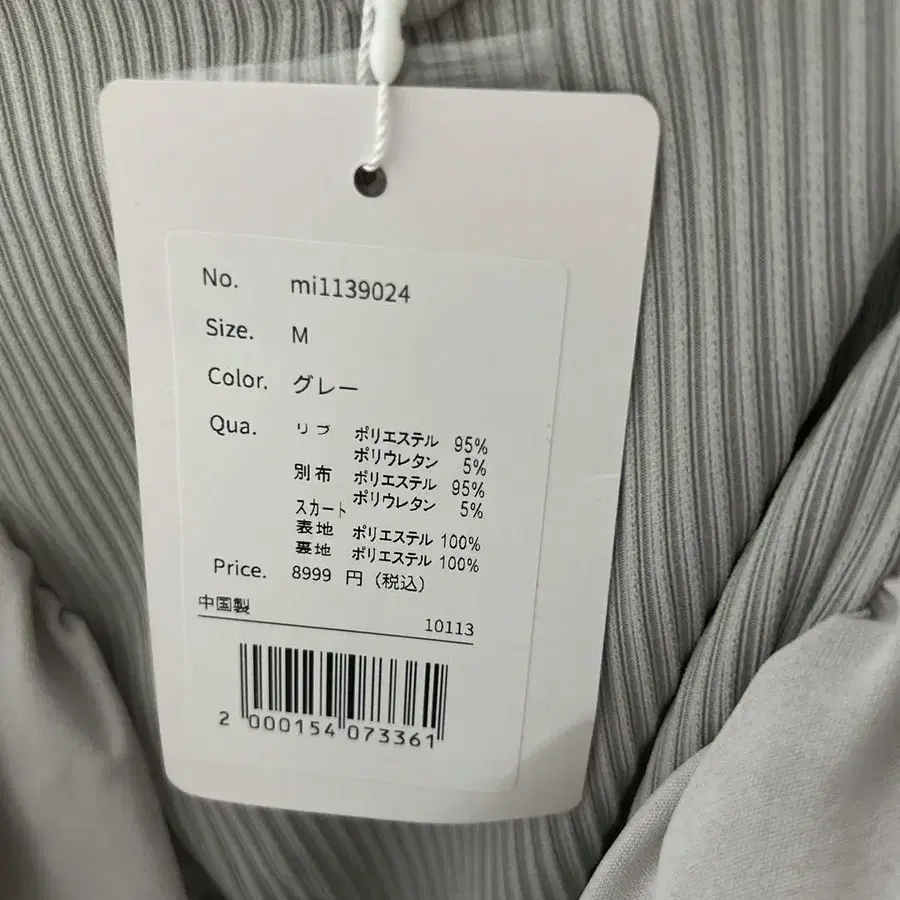 No. mi1139024
Size. M
Color. グレー
Qua. リブ ポリエステル 95%
ポリウレタン 5%
別布 ポリエステル 95%
ポリウレタン 5%
スカート
表地 ポリエステル 100%
裏地 ポリエステル 100%
Price. 8999 円 (税込)
中国製
10113
2 000154 073361